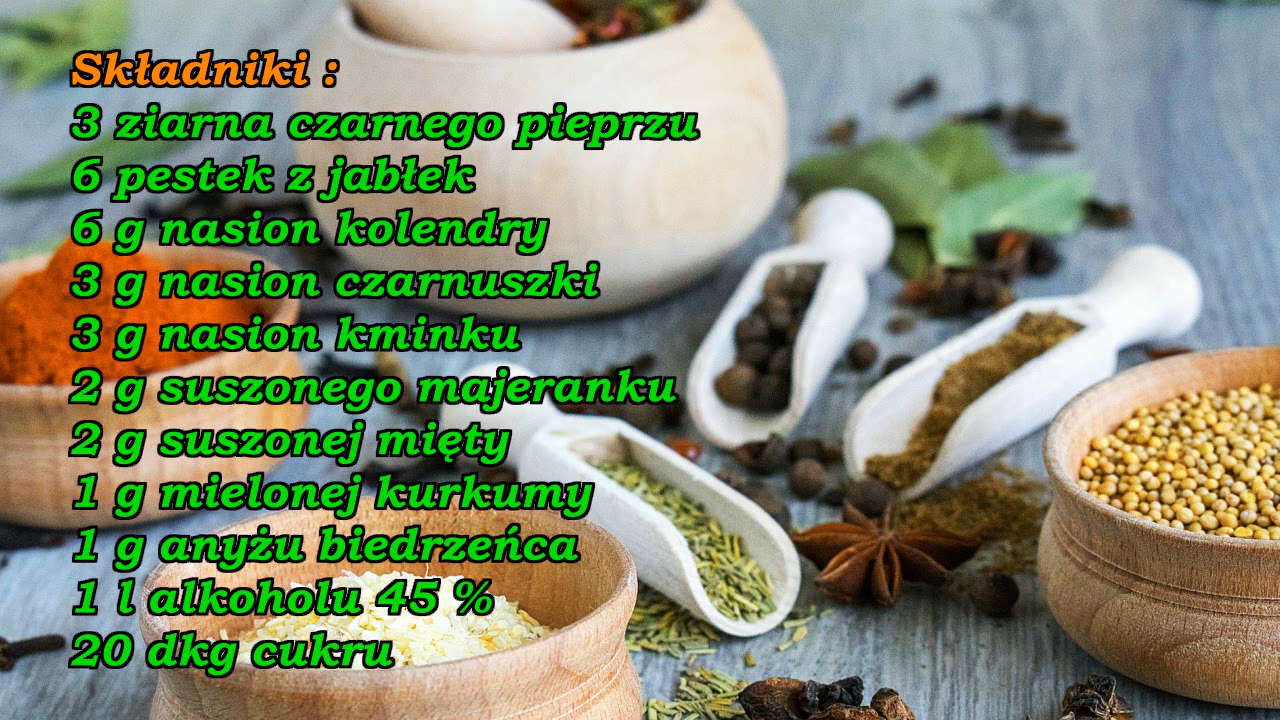 Składniki :
3 ziarna czarnego pieprzu
6 pestek z jabłek
6 g nasion kolendry
3 g nasion czarnuszki
3 g nasion kminku
2 g suszonego majeranku
2 g suszonej mięty
1 g mielonej kurkumy
1 g anyżu biedrzeńca
1 l alkoholu 45 %
20 dkg cukru